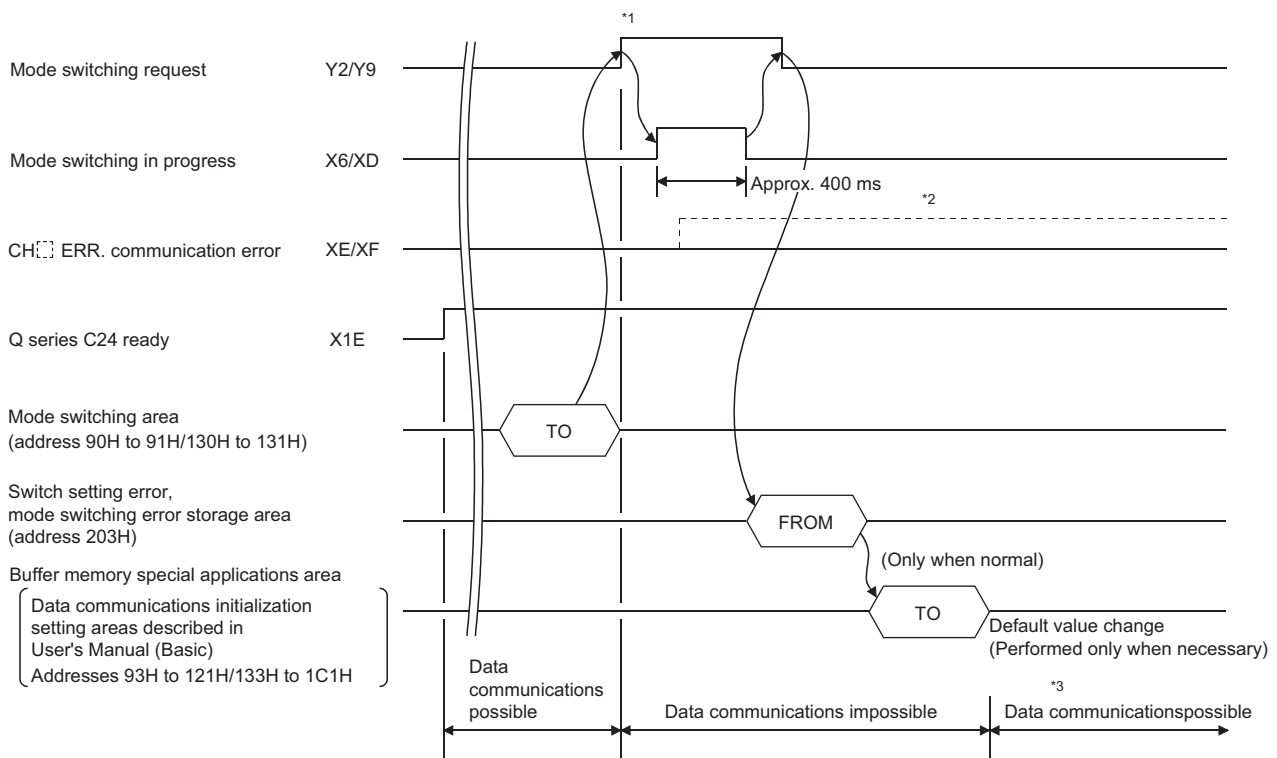 *1
Mode switching request Y2/Y9
Mode switching in progress X6/XD
Approx. 400 ms
*2
CH ERR. communication error XE/XF
Q series C24 ready X1E
Mode switching area
(address 90H to 91H/130H to 131H)
TO
Switch setting error,
mode switching error storage area
(address 203H)
FROM
(Only when normal)
Buffer memory special applications area
Data communications initialization
setting areas described in
User's Manual (Basic)
Addresses 93H to 121H/133H to 1C1H
TO
Default value change
(Performed only when necessary)
Data
communications
possible
Data communications impossible
*3
Data communicationspossible